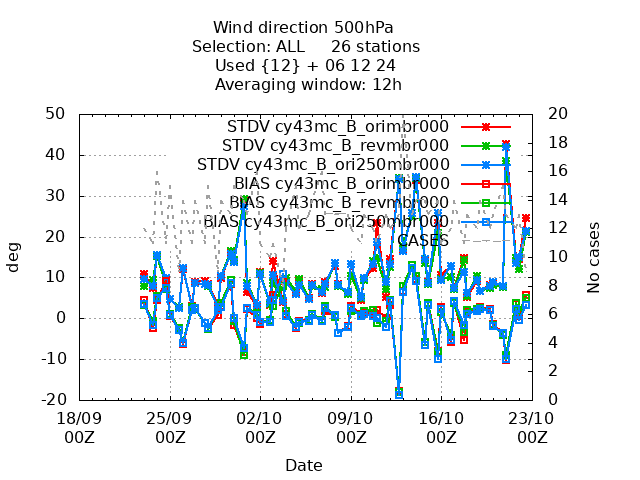 Wind direction 500hPa
Selection: ALL 26 stations
Used {12} + 06 12 24
Averaging window: 12h
50 20
STDV cy43mc_B_orimbr000
18
STDV cy43mc_B_revmbr000
40
STDV cy43mc_B_ori250mbr000
16
BIAS cy43mc_B_orimbr000
14
30
BIAS cy43mc_B_revmbr000
BIAS cy43mc_B_ori250mbr000
12
20
CASES
10
10
8
0
6
4
-10
2
-20 0
deg
No cases
18/09 25/09 02/10 09/10 16/10 23/10
00Z 00Z 00Z 00Z 00Z 00Z
Date